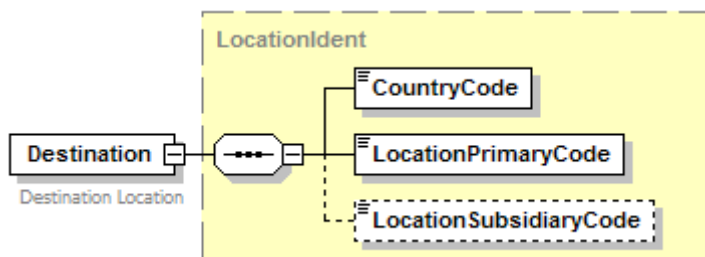 LocationIdent
CountryCode
Destination
LocationPrimaryCode
Destination Location
LocationSubsidiaryCode